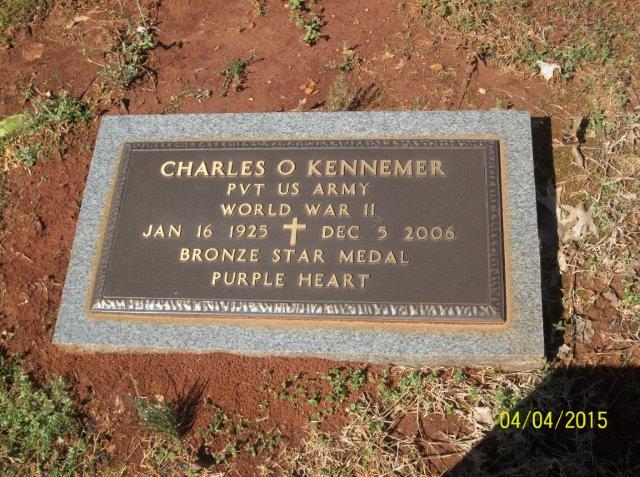 CHARLES O KENNEMER
PVT US ARMY
WORLD WAR II
JAN 16 1925 ✝ DEC 5 2006
BRONZE STAR MEDAL
PURPLE HEART
04/04/2015